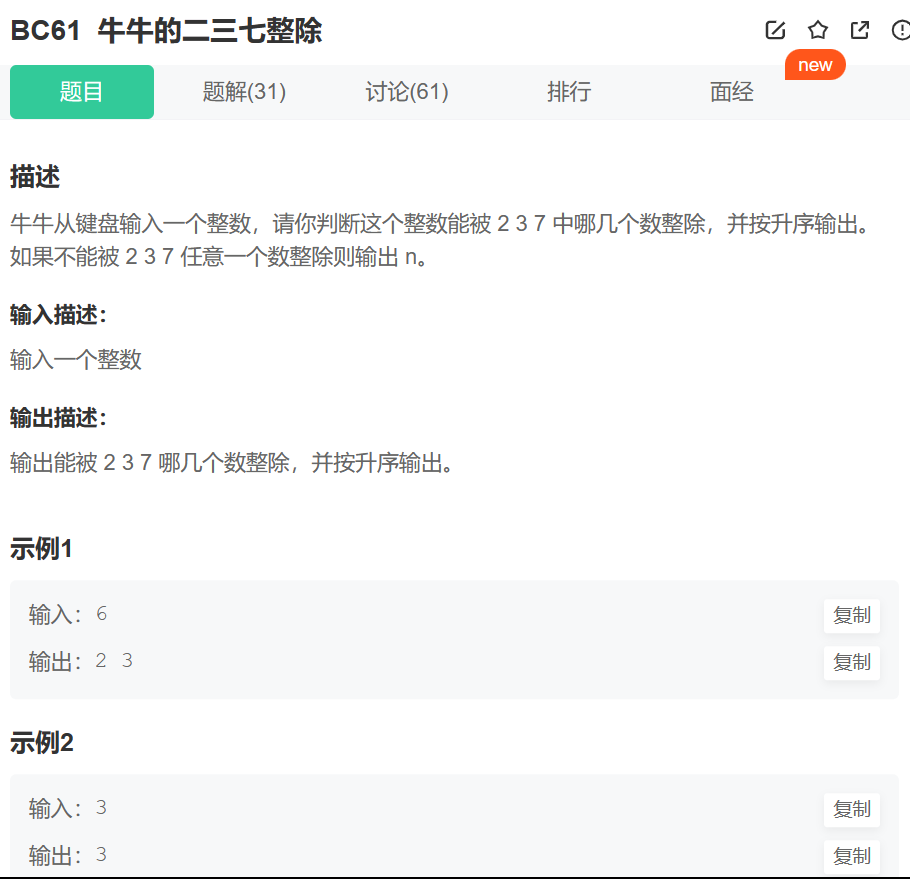 BC61 牛牛的二三七整除
new
题目 题解(31) 讨论(61) 排行 面经
描述
牛牛从键盘输入一个整数，请你判断这个整数能被 2 3 7 中哪几个数整除，并按升序输出。
如果不能被 2 3 7 任意一个数整除则输出 n。
输入描述：
输入一个整数
输出描述：
输出能被 2 3 7 哪几个数整除，并按升序输出。
示例1
输入：6 复制
输出：2 3 复制
示例2
输入：3 复制
输出：3 复制